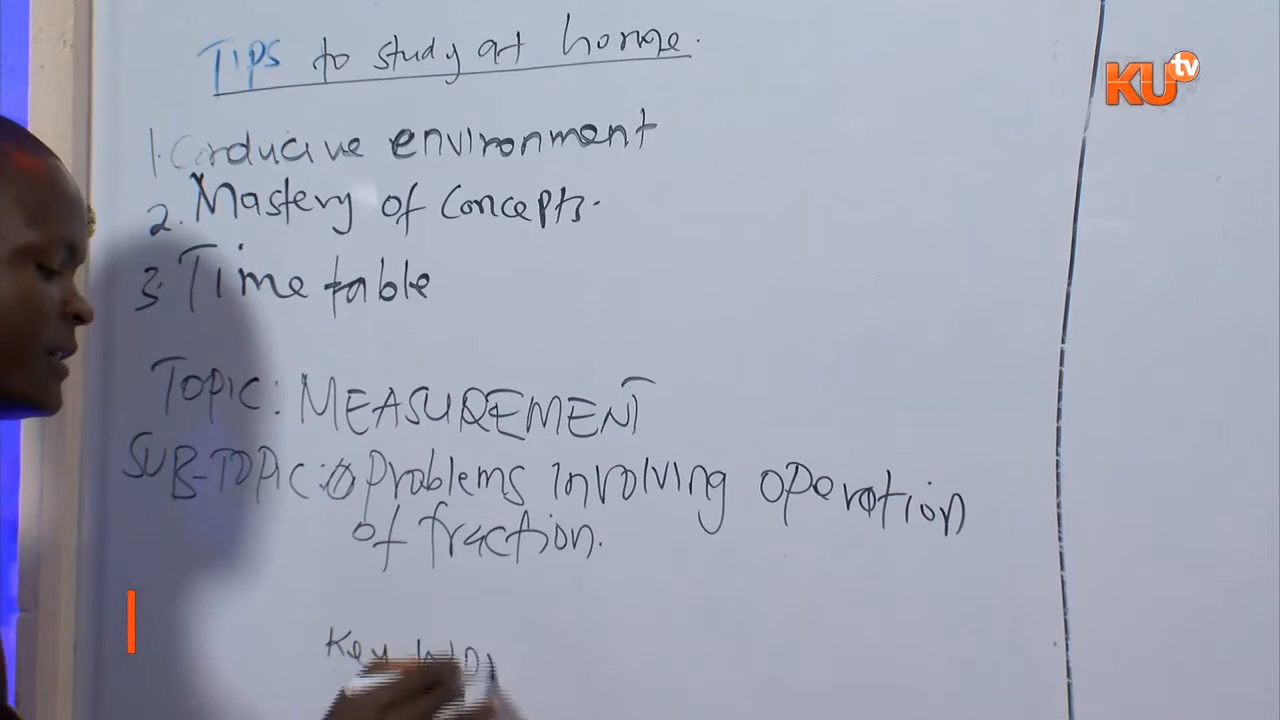 TIPS to study at home.
KU tv
1. Conducive environment
2. Mastery of Concepts.
3. Time table
TOPIC: MEASUREMENT
SUB-TOPIC: Problems involving operation
of fraction.
Key